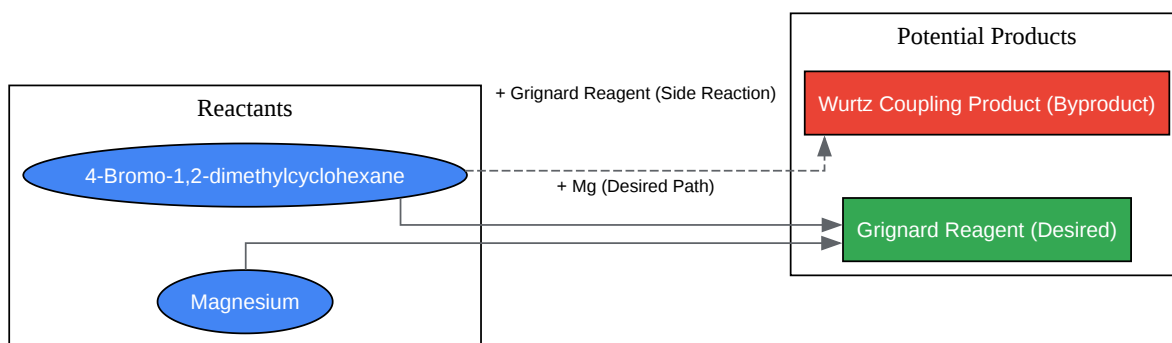 Potential Products
Wurtz Coupling Product (Byproduct)
+ Grignard Reagent (Side Reaction)
Reactants
4-Bromo-1,2-dimethylcyclohexane
+ Mg (Desired Path)
Grignard Reagent (Desired)
Magnesium